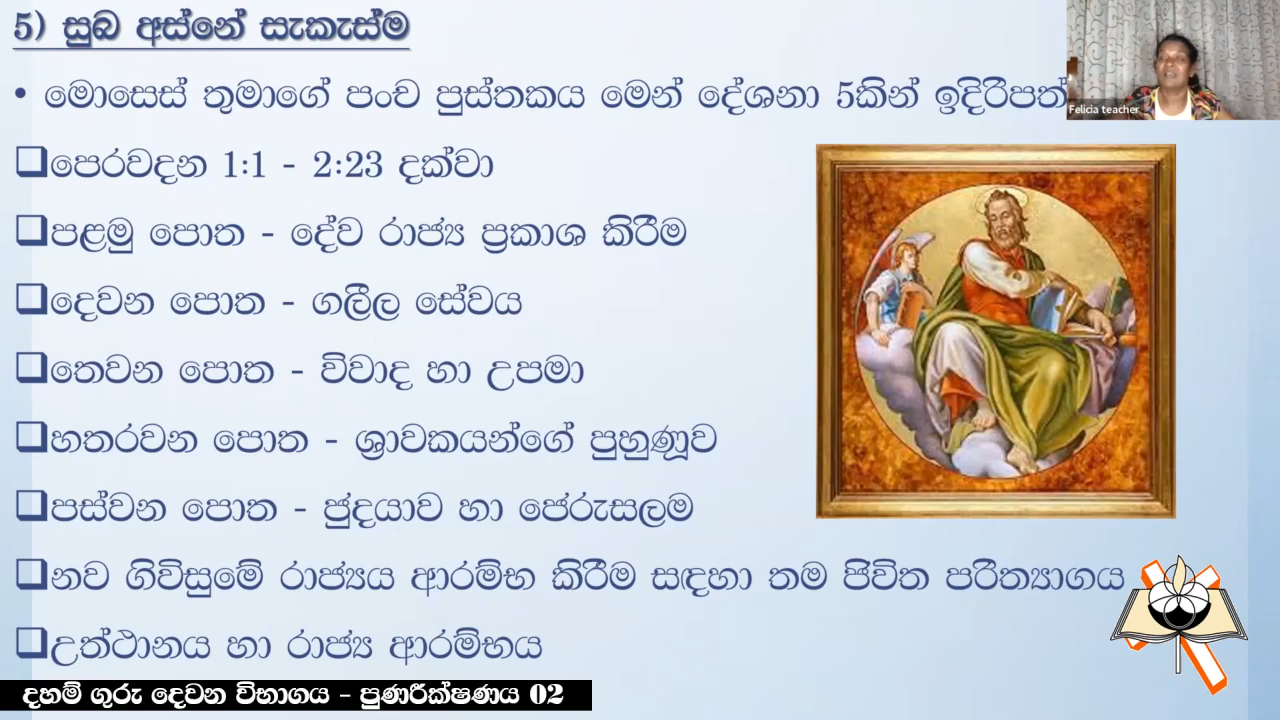 5) සුබ අස්නේ සැකැස්ම
• මොසෙස් තුමාගේ පංච පුස්තකය මෙන් දේශනා 5කින් ඉදිරිපත්
Felicia teacher
❑පෙරවදන 1:1 - 2:23 දක්වා
❑පළමු පොත - දේව රාජ්‍ය ප්‍රකාශ කිරීම
❑දෙවන පොත - ගලීල සේවය
❑තෙවන පොත - විවාද හා උපමා
❑හතරවන පොත - ශ්‍රාවකයන්ගේ පුහුණුව
❑පස්වන පොත - ජුදයාව හා ජෙරුසලම
❑නව ගිවිසුමේ රාජ්‍යය ආරම්භ කිරීම සඳහා තම ජිවිත පරිත්‍යාගය
❑උත්ථානය හා රාජ්‍ය ආරම්භය
දහම් ගුරු දෙවන විභාගය - පුණරීක්ෂණය 02